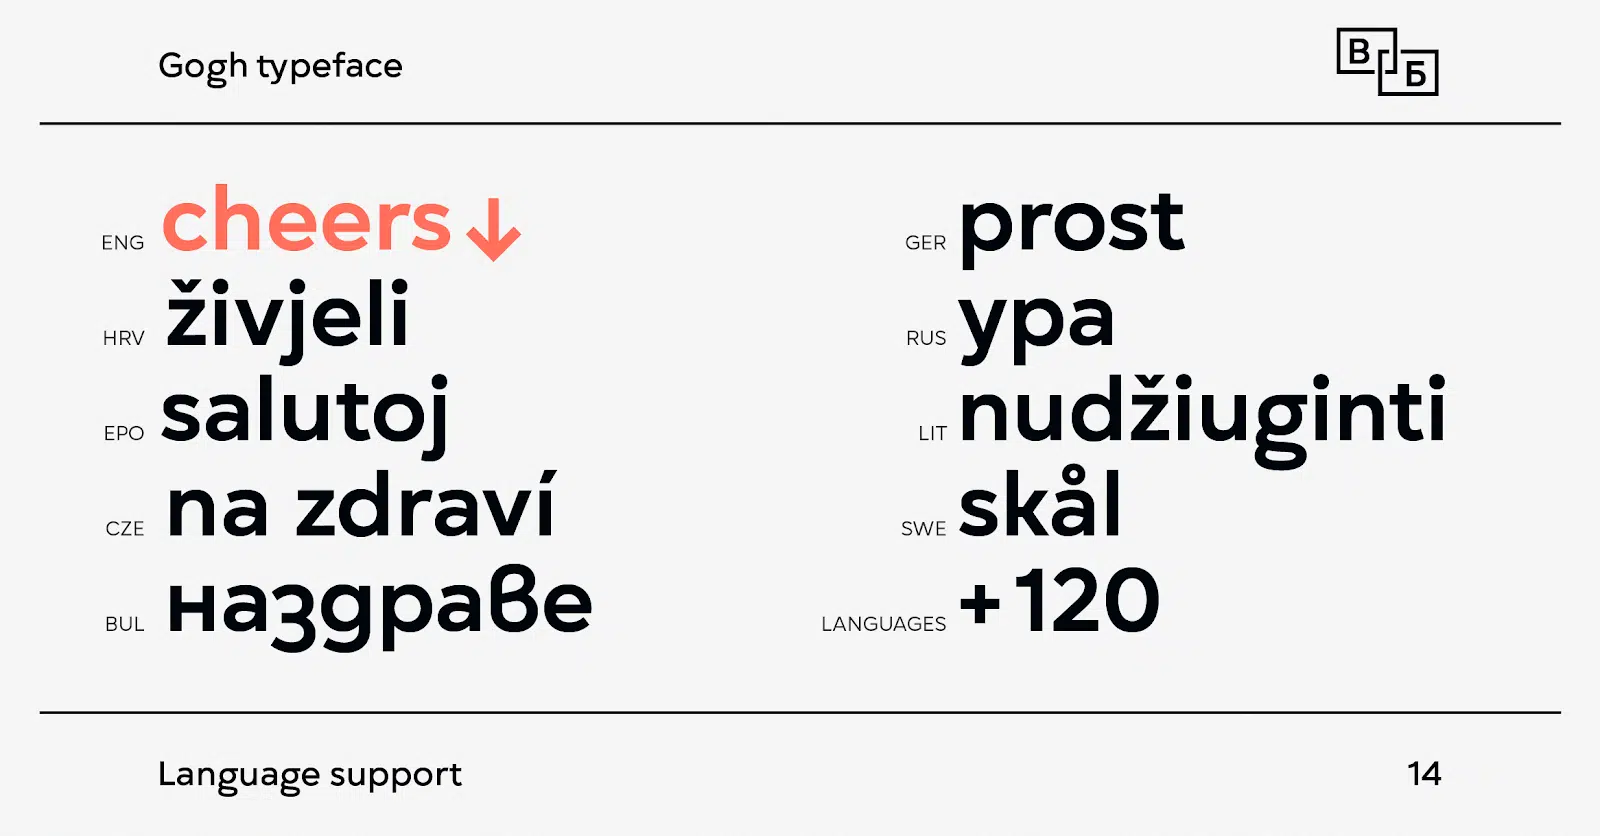 Gogh typeface
В Б
ENG cheers↓
HRV živjeli
EPO salutoj
CZE na zdraví
BUL наздраве
GER prost
RUS ура
LIT nudžiuginti
SWE skål
LANGUAGES +120
Language support
14